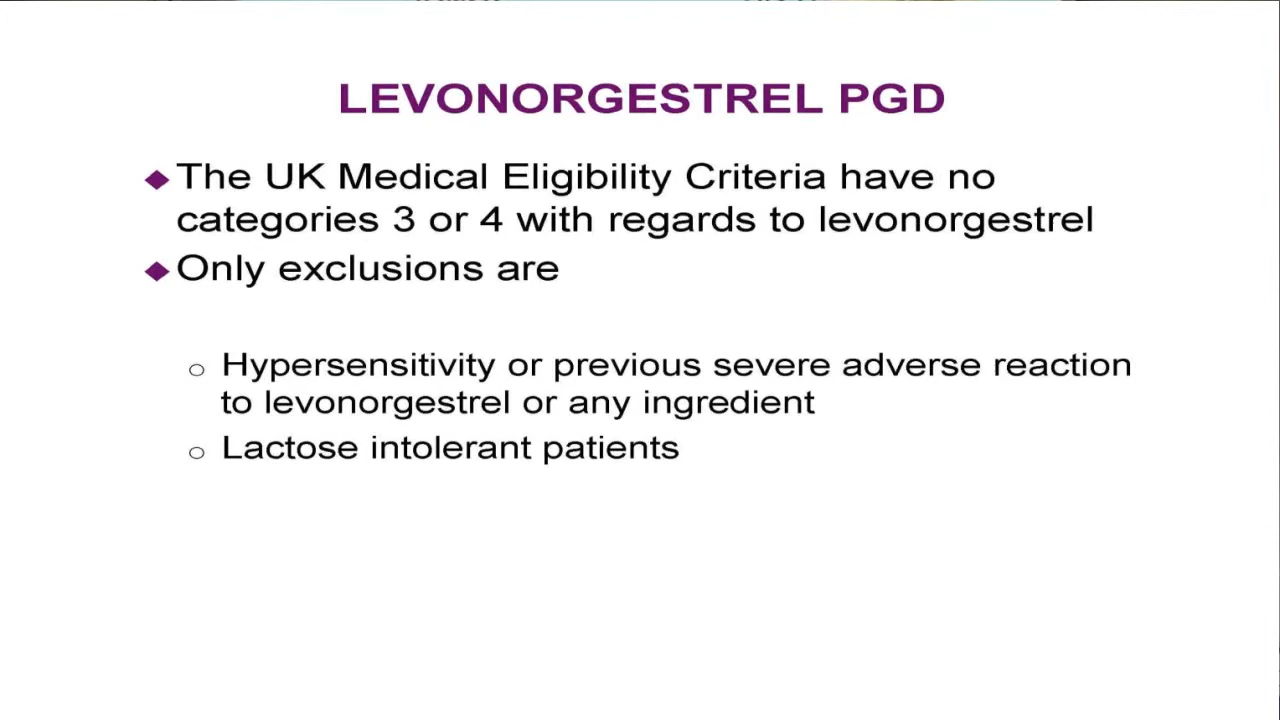 LEVONORGESTREL PGD
The UK Medical Eligibility Criteria have no
categories 3 or 4 with regards to levonorgestrel
Only exclusions are
Hypersensitivity or previous severe adverse reaction
to levonorgestrel or any ingredient
Lactose intolerant patients